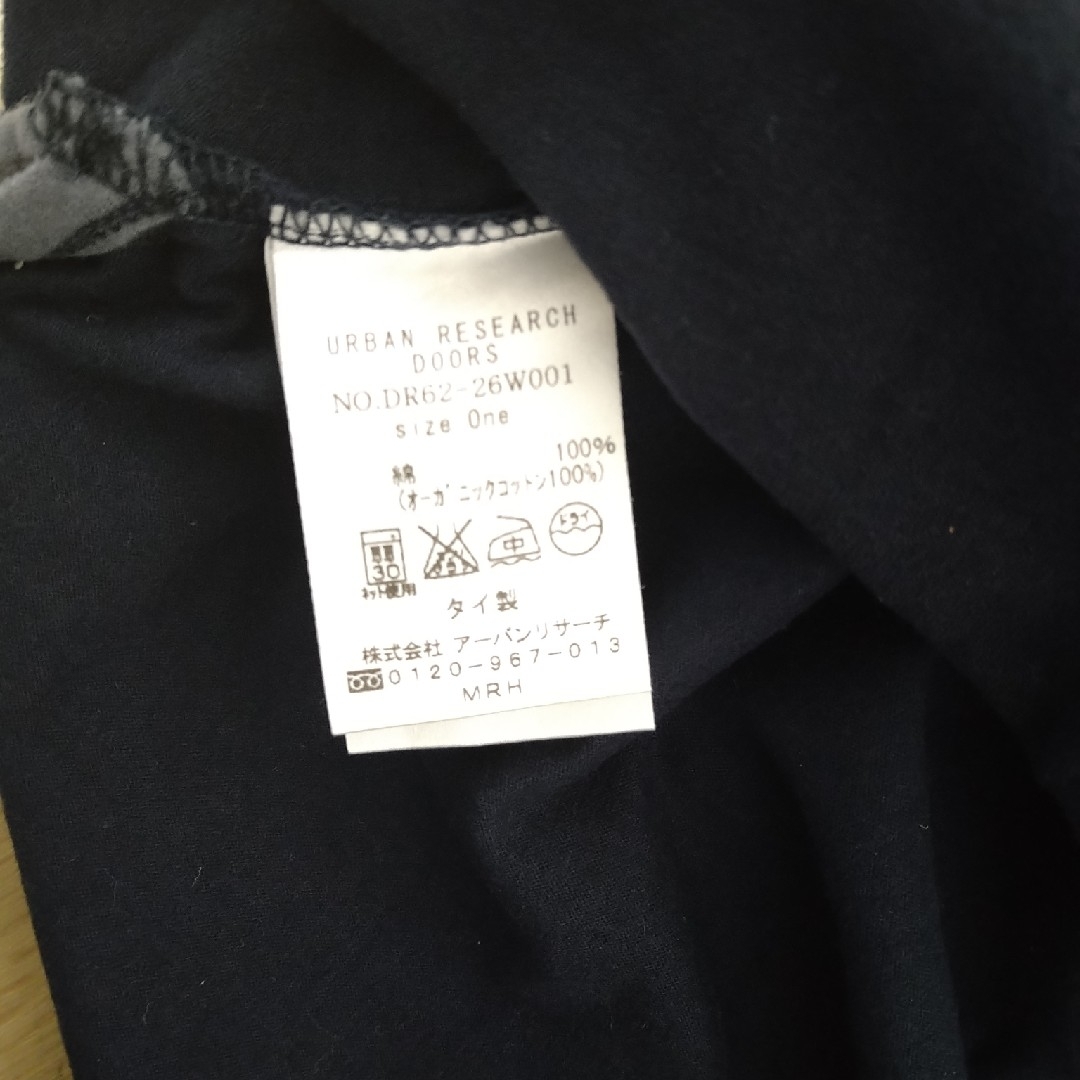 URBAN RESEARCH
DOORS
NO.DR62-26W001
size One
綿 100%
(オーガニックコットン100%)
30 中 ドライ
ネット使用
タイ製
株式会社 アーバンリサーチ
0120-967-013
MRH